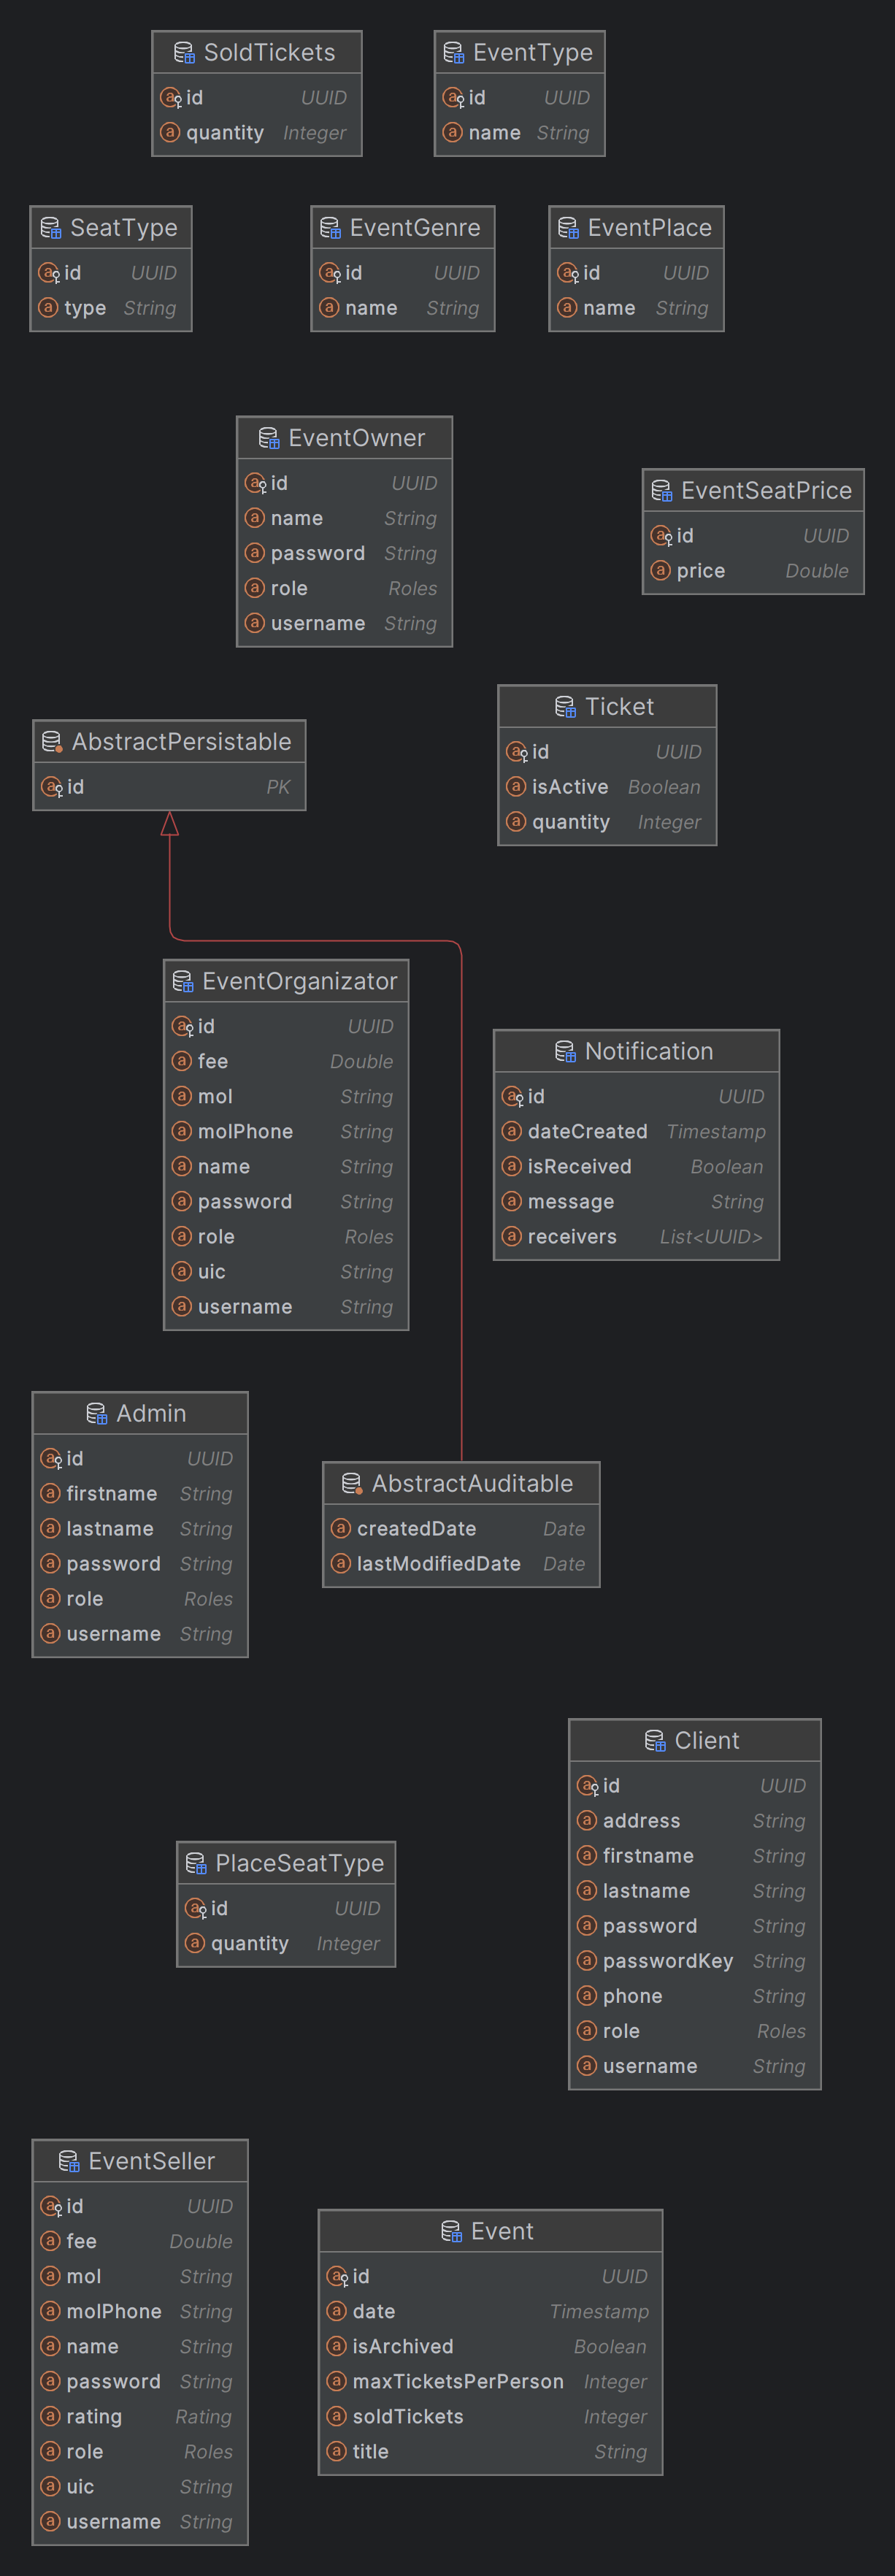 SoldTickets
id UUID
quantity Integer
EventType
id UUID
name String
SeatType
id UUID
type String
EventGenre
id UUID
name String
EventPlace
id UUID
name String
EventOwner
id UUID
name String
password String
role Roles
username String
EventSeatPrice
id UUID
price Double
Ticket
id UUID
isActive Boolean
quantity Integer
AbstractPersistable
id PK
EventOrganizator
id UUID
fee Double
mol String
molPhone String
name String
password String
role Roles
uic String
username String
Notification
id UUID
dateCreated Timestamp
isReceived Boolean
message String
receivers List<UUID>
Admin
id UUID
firstname String
lastname String
password String
role Roles
username String
AbstractAuditable
createdDate Date
lastModifiedDate Date
Client
id UUID
address String
firstname String
lastname String
password String
passwordKey String
phone String
role Roles
username String
PlaceSeatType
id UUID
quantity Integer
EventSeller
id UUID
fee Double
mol String
molPhone String
name String
password String
rating Rating
role Roles
uic String
username String
Event
id UUID
date Timestamp
isArchived Boolean
maxTicketsPerPerson Integer
soldTickets Integer
title String